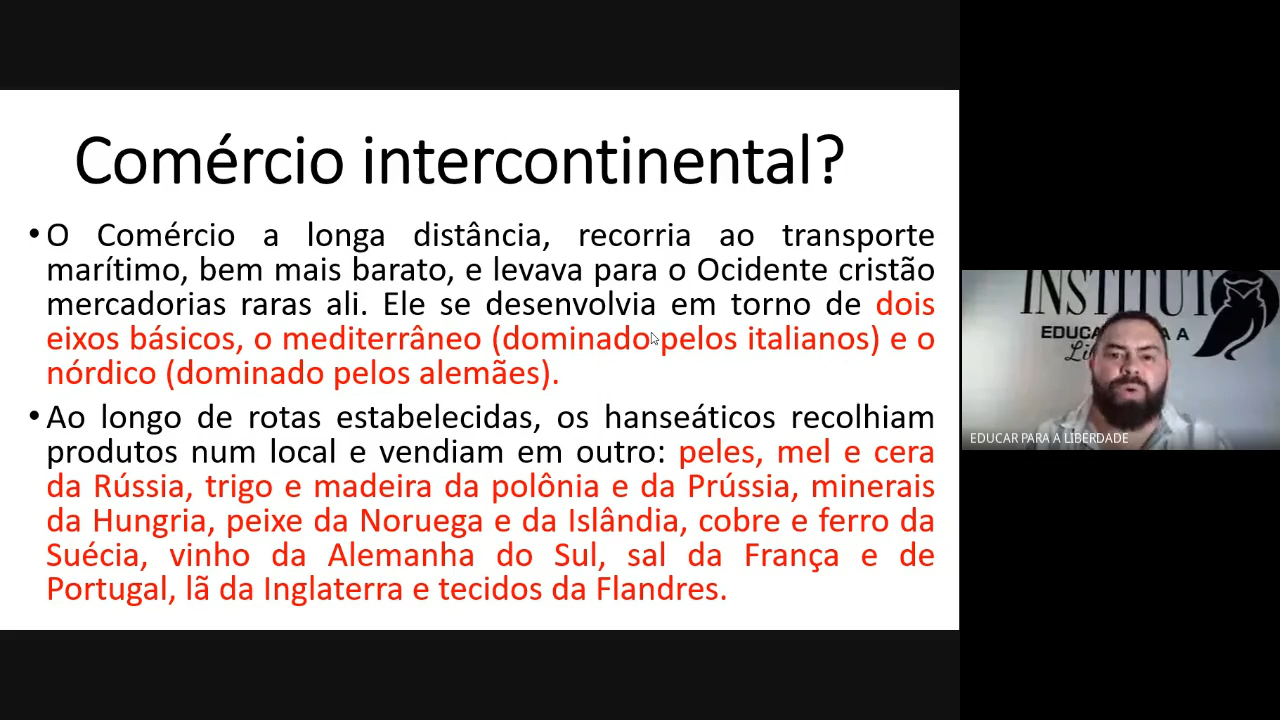 Comércio intercontinental?
•O Comércio a longa distância, recorria ao transporte
marítimo, bem mais barato, e levava para o Ocidente cristão
mercadorias raras ali. Ele se desenvolvia em torno de dois
eixos básicos, o mediterrâneo (dominado pelos italianos) e o
nórdico (dominado pelos alemães).
•Ao longo de rotas estabelecidas, os hanseáticos recolhiam
produtos num local e vendiam em outro: peles, mel e cera
da Rússia, trigo e madeira da polônia e da Prússia, minerais
da Hungria, peixe da Noruega e da Islândia, cobre e ferro da
Suécia, vinho da Alemanha do Sul, sal da França e de
Portugal, lã da Inglaterra e tecidos da Flandres.
INSTITUT
EDUCA A A
EDUCAR PARA A LIBERDADE